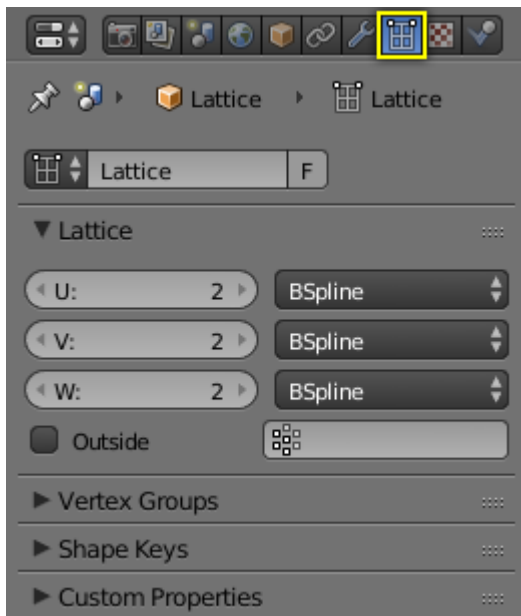 Lattice Lattice
Lattice F
Lattice
U: 2 BSpline
V: 2 BSpline
W: 2 BSpline
Outside
Vertex Groups
Shape Keys
Custom Properties